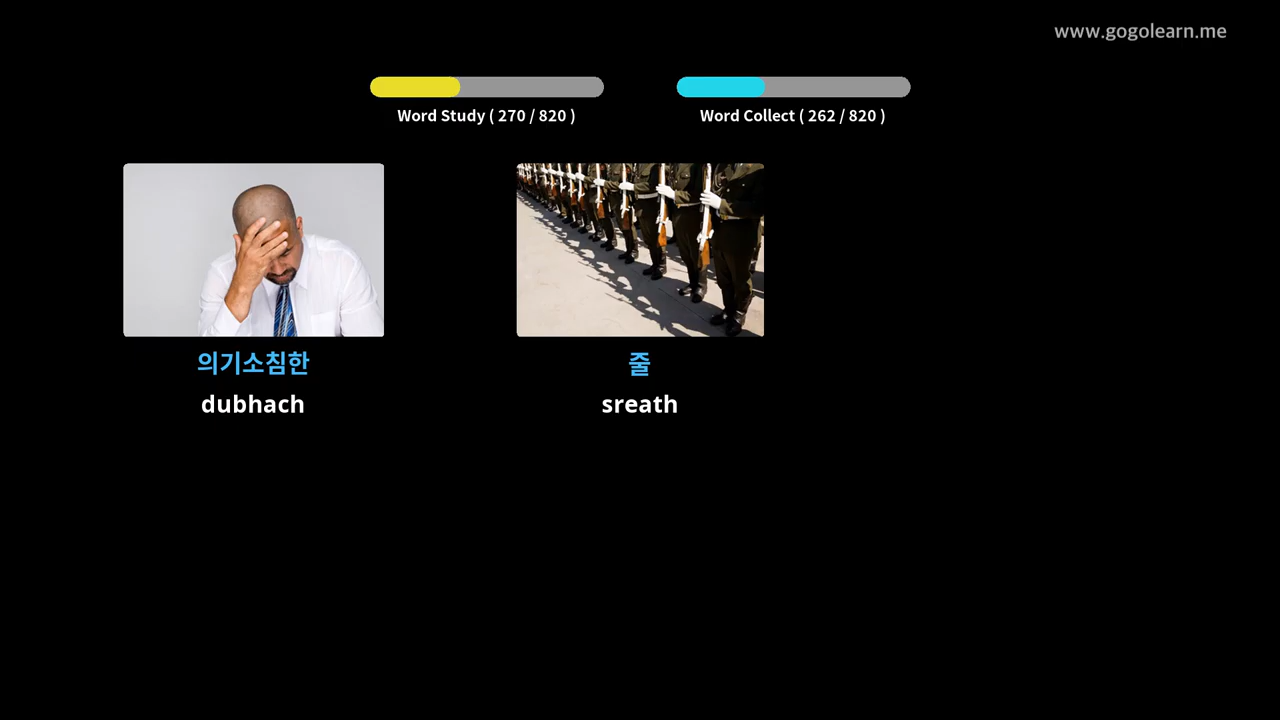 www.gogolearn.me
Word Study ( 270 / 820 )
Word Collect ( 262 / 820 )
의기소침한
줄
dubhach
sreath